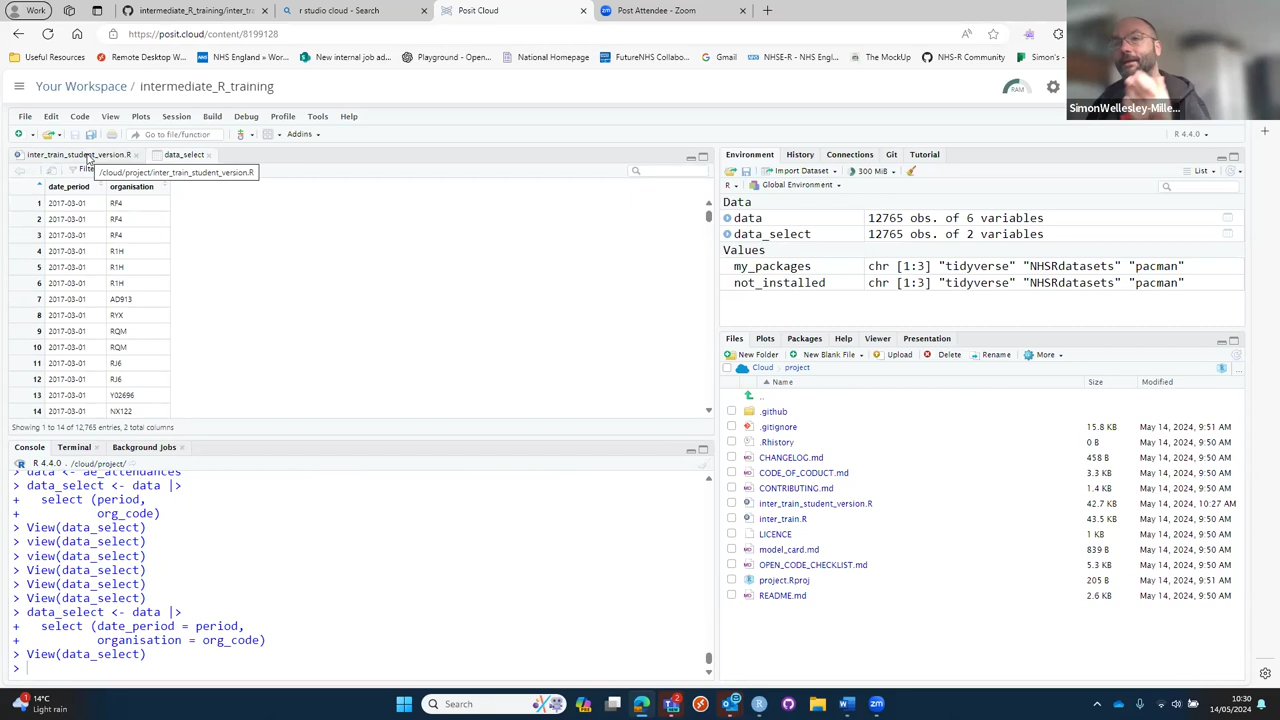 Work
intermediate_R_training/inter_tr
r studio cloud - Search
Posit Cloud
Post Attendee - Zoom
https://posit.cloud/content/8199128
Useful Resources
Remote Desktop Web...
NHS England » Wor...
New internal job ad...
Playground - Open...
National Homepage
FutureNHS Collabo...
Gmail
NHSE-R NHS
The MockUp
NHS-R Community
Simon's -
SimonWellesley-Mille...
Your Workspace / intermediate_R_training
RAM
File Edit Code View Plots Session Build Debug Profile Tools Help
Go to file/function
Addins
R 4.4.0
inter_train_student_version.R
data_select
Filte
/cloud/project/inter_train_student_version.R
date_period organisation
1 2017-03-01 RF4
2 2017-03-01 RF4
3 2017-03-01 RF4
4 2017-03-01 R1H
5 2017-03-01 R1H
6 2017-03-01 R1H
7 2017-03-01 AD913
8 2017-03-01 RYX
9 2017-03-01 RQM
10 2017-03-01 RQM
11 2017-03-01 RJ6
12 2017-03-01 RJ6
13 2017-03-01 Y02696
14 2017-03-01 NX122
Showing 1 to 14 of 12,765 entries, 2 total columns
Console Terminal Background Jobs
R 4.4.0 . /cloud/project/
> data <- ae_attendances
> data_select <- data |>
+ select (period,
+ org_code)
> View(data_select)
> view(data_select)
> view(data_select)
> View(data_select)
> View(data_select)
> View(data_select)
> data_select <- data |>
+ select (date_period = period,
+ organisation = org_code)
> View(data_select)
>
Environment History Connections Git Tutorial
Import Dataset 300 MiB List
R Global Environment
Data
data 12765 obs. of 6 variables
data_select 12765 obs. of 2 variables
Values
my_packages chr [1:3] "tidyverse" "NHSRdatasets" "pacman"
not_installed chr [1:3] "tidyverse" "NHSRdatasets" "pacman"
Files Plots Packages Help Viewer Presentation
New Folder New Blank File Upload Delete Rename More
Cloud project
Name Size Modified
..
.github
.gitignore 15.8 KB May 14, 2024, 9:51 AM
.Rhistory 0 B May 14, 2024, 9:50 AM
CHANGELOG.md 458 B May 14, 2024, 9:50 AM
CODE_OF_CODUCT.md 3.3 KB May 14, 2024, 9:50 AM
CONTRIBUTING.md 1.4 KB May 14, 2024, 9:50 AM
inter_train_student_version.R 42.7 KB May 14, 2024, 10:27 AM
inter_train.R 43.5 KB May 14, 2024, 9:50 AM
LICENCE 1 KB May 14, 2024, 9:50 AM
model_card.md 839 B May 14, 2024, 9:50 AM
OPEN_CODE_CHECKLIST.md 5.3 KB May 14, 2024, 9:50 AM
project.Rproj 205 B May 14, 2024, 9:51 AM
README.md 2.6 KB May 14, 2024, 9:50 AM
14°C
Light rain
Search
10:30
14/05/2024